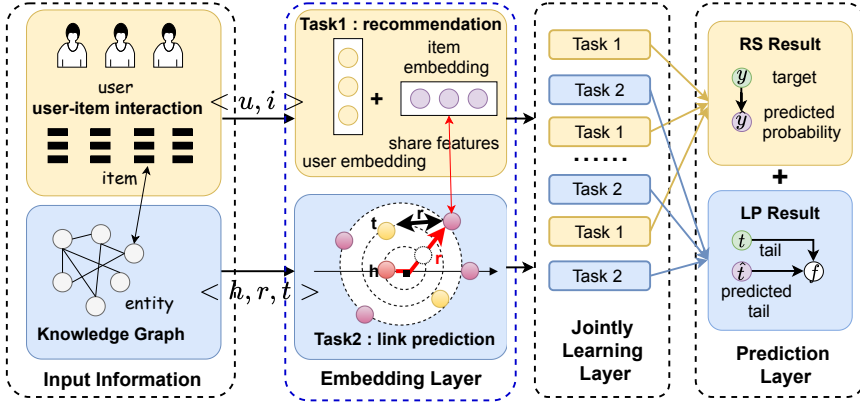 user
user-item interaction
item
entity
Knowledge Graph
Input Information
< u, i >
< h, r, t >
Task1 : recommendation
item
embedding
+
share features
user embedding
t
r
r
h
Task2 : link prediction
Embedding Layer
Task 1
Task 2
Task 1
......
Task 2
Task 1
Task 2
Jointly
Learning
Layer
RS Result
y
target
y
predicted
probability
+
LP Result
t
tail
t̂
f
predicted
tail
Prediction
Layer